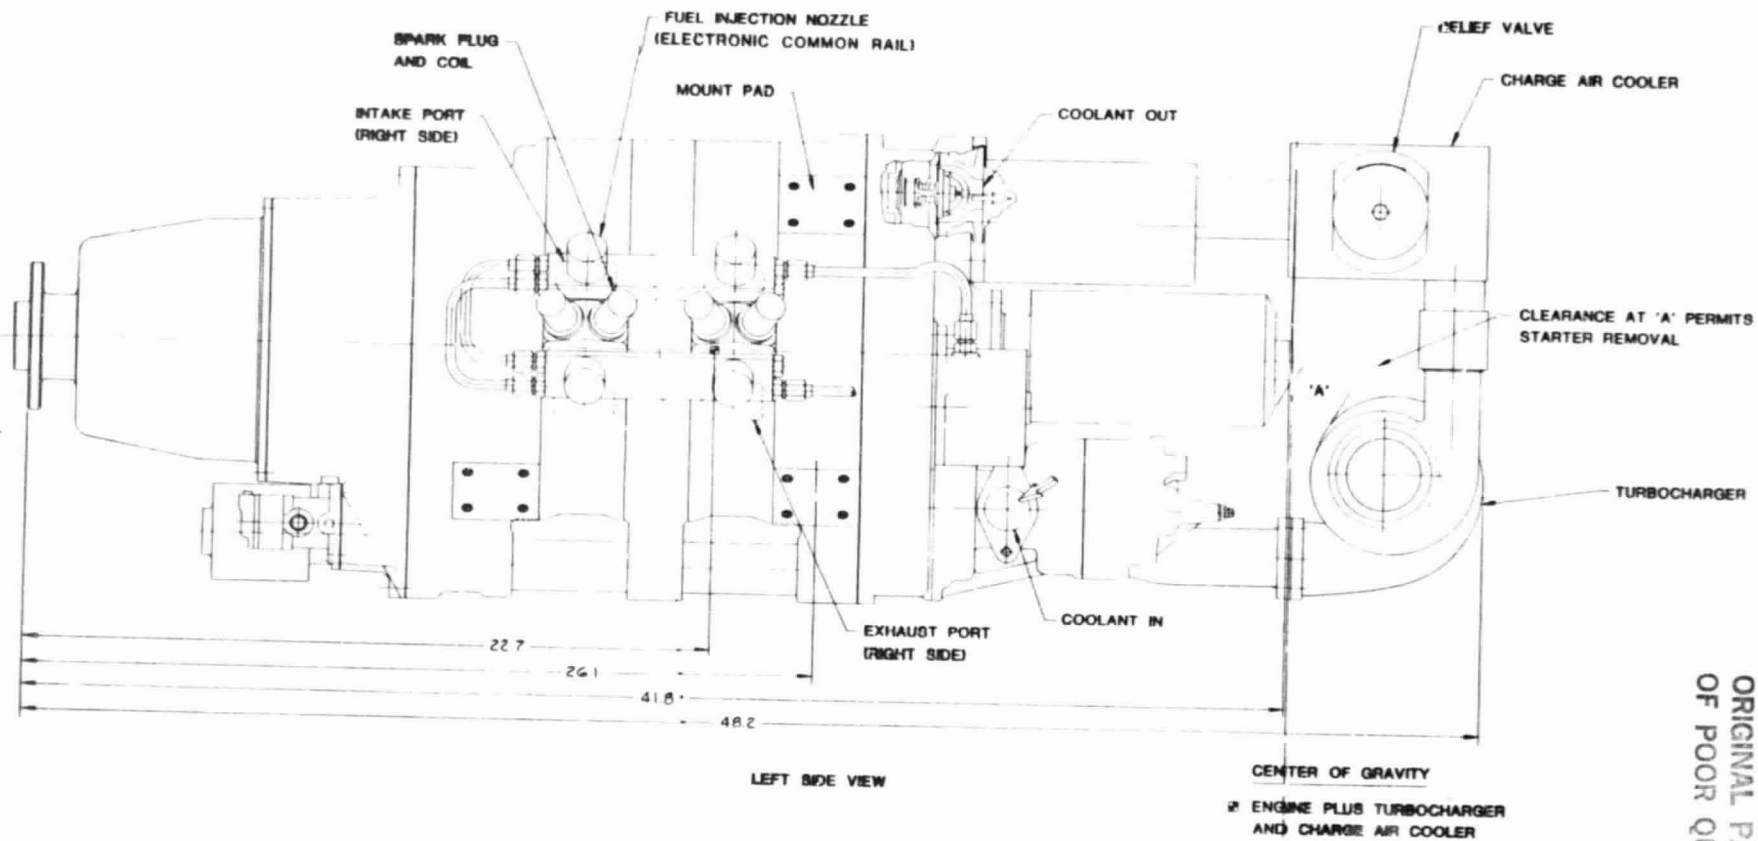 FUEL INJECTION NOZZLE
(ELECTRONIC COMMON RAIL)
SPARK PLUG
AND COIL
INTAKE PORT
(RIGHT SIDE)
MOUNT PAD
COOLANT OUT
RELIEF VALVE
CHARGE AIR COOLER
CLEARANCE AT 'A' PERMITS
STARTER REMOVAL
'A'
TURBOCHARGER
COOLANT IN
EXHAUST PORT
(RIGHT SIDE)
22.7
26.1
41.8
48.2
LEFT SIDE VIEW
CENTER OF GRAVITY
ENGINE PLUS TURBOCHARGER
AND CHARGE AIR COOLER
ORIGINAL
OF POOR